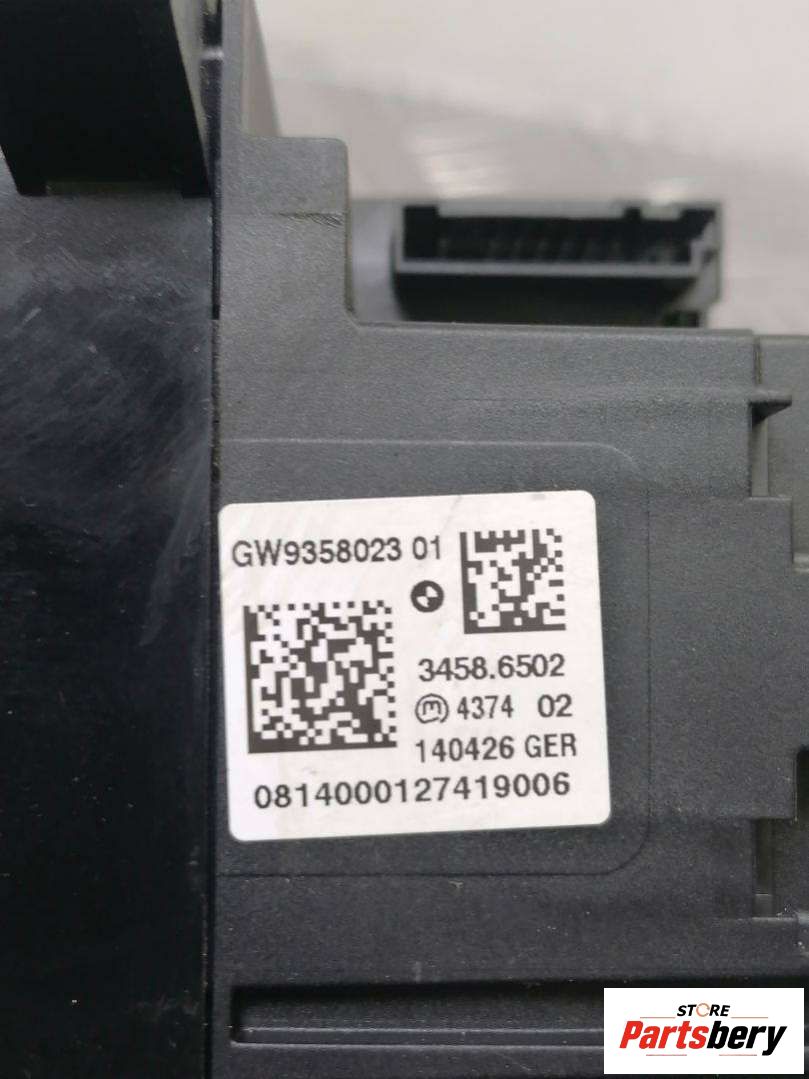 GW9358023 01
3458.6502
m 4374 02
140426 GER
0814000127419006
STORE
Partsbery